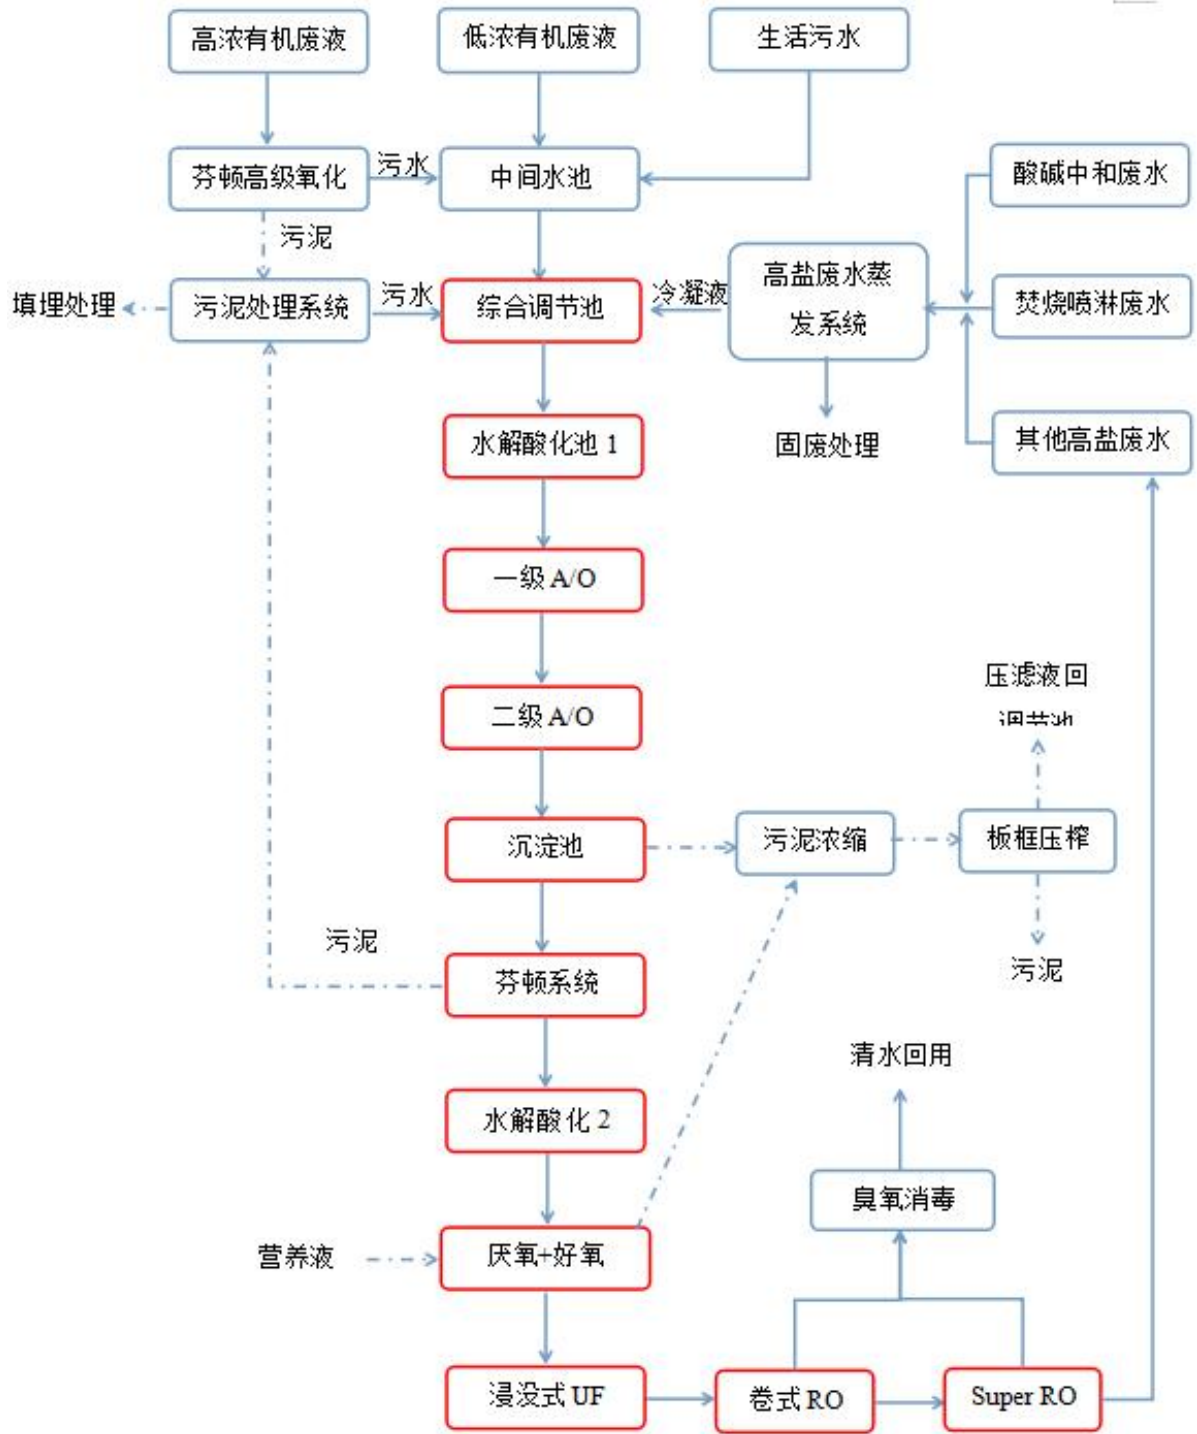 高浓有机废液
低浓有机废液
生活污水
芬顿高级氧化
污水
中间水池
酸碱中和废水
污泥
填埋处理
污泥处理系统
污水
综合调节池
冷凝液
高盐废水蒸
发系统
焚烧喷淋废水
水解酸化池 1
固废处理
其他高盐废水
一级 A/O
二级 A/O
压滤液回
调节池
沉淀池
污泥浓缩
板框压榨
污泥
芬顿系统
污泥
清水回用
水解酸化 2
臭氧消毒
营养液
厌氧+好氧
浸没式 UF
卷式 RO
Super RO